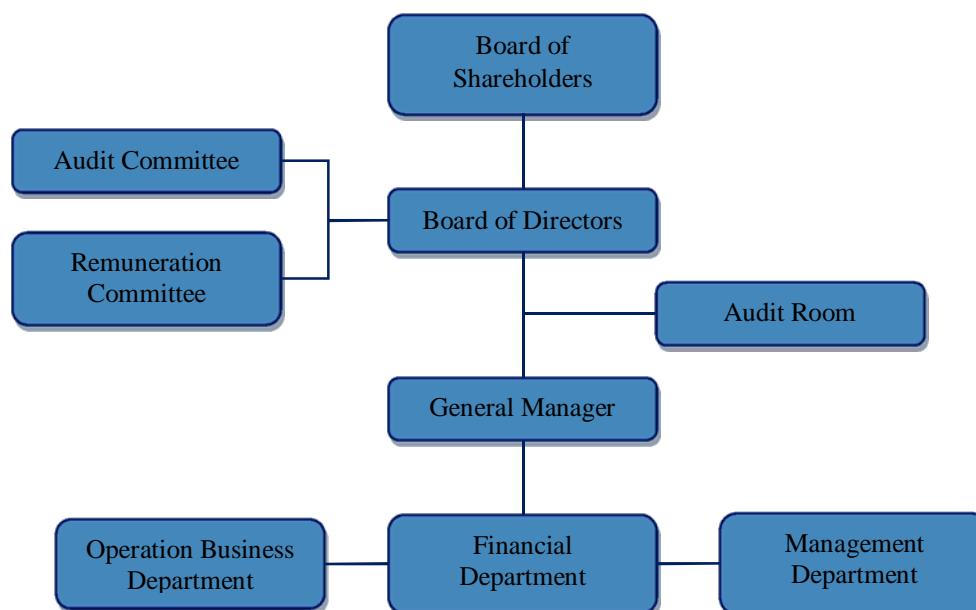 Board of
Shareholders
Audit Committee
Board of Directors
Remuneration
Committee
Audit Room
General Manager
Operation Business
Department
Financial
Department
Management
Department